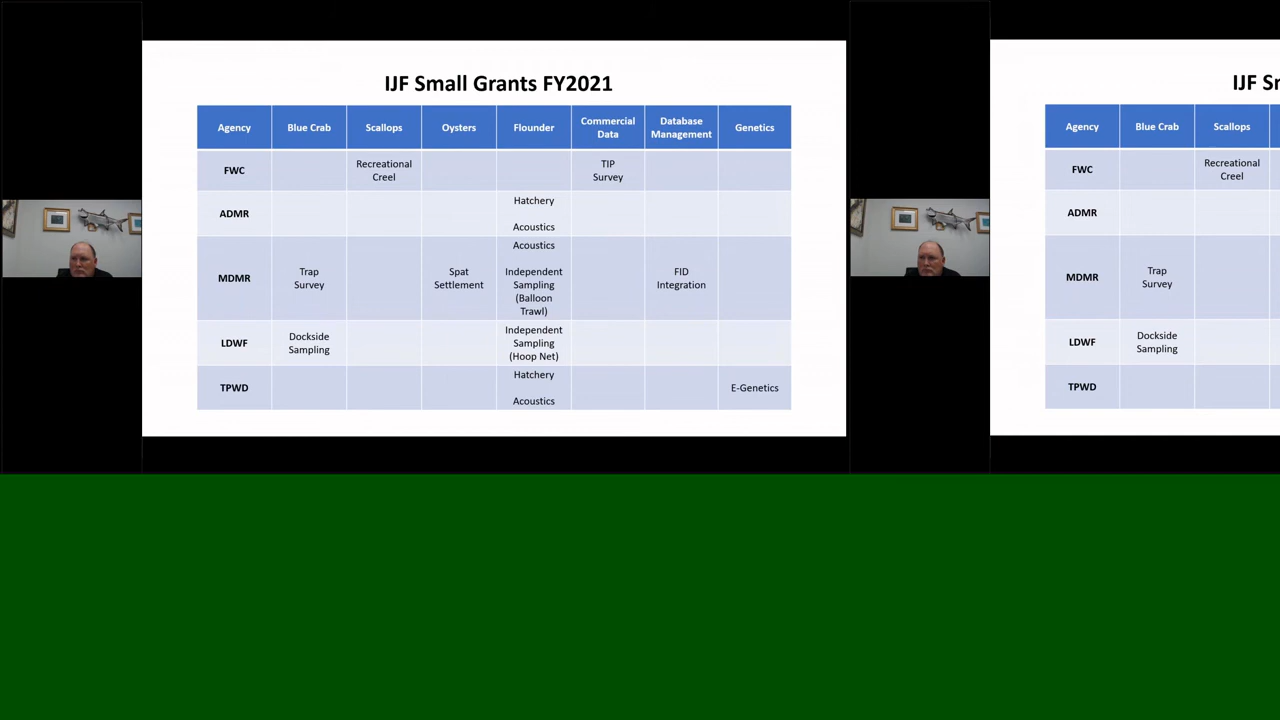 IJF Small Grants FY2021
Agency Blue Crab Scallops Oysters Flounder Commercial Data Database Management Genetics
FWC Recreational Creel TIP Survey
ADMR Hatchery Acoustics
MDMR Trap Survey Spat Settlement Acoustics Independent Sampling (Balloon Trawl) FID Integration
LDWF Dockside Sampling Independent Sampling (Hoop Net)
TPWD Hatchery Acoustics E-Genetics
IJF Sr
Agency Blue Crab Scallops
FWC Recreational Creel
ADMR
MDMR Trap Survey
LDWF Dockside Sampling
TPWD